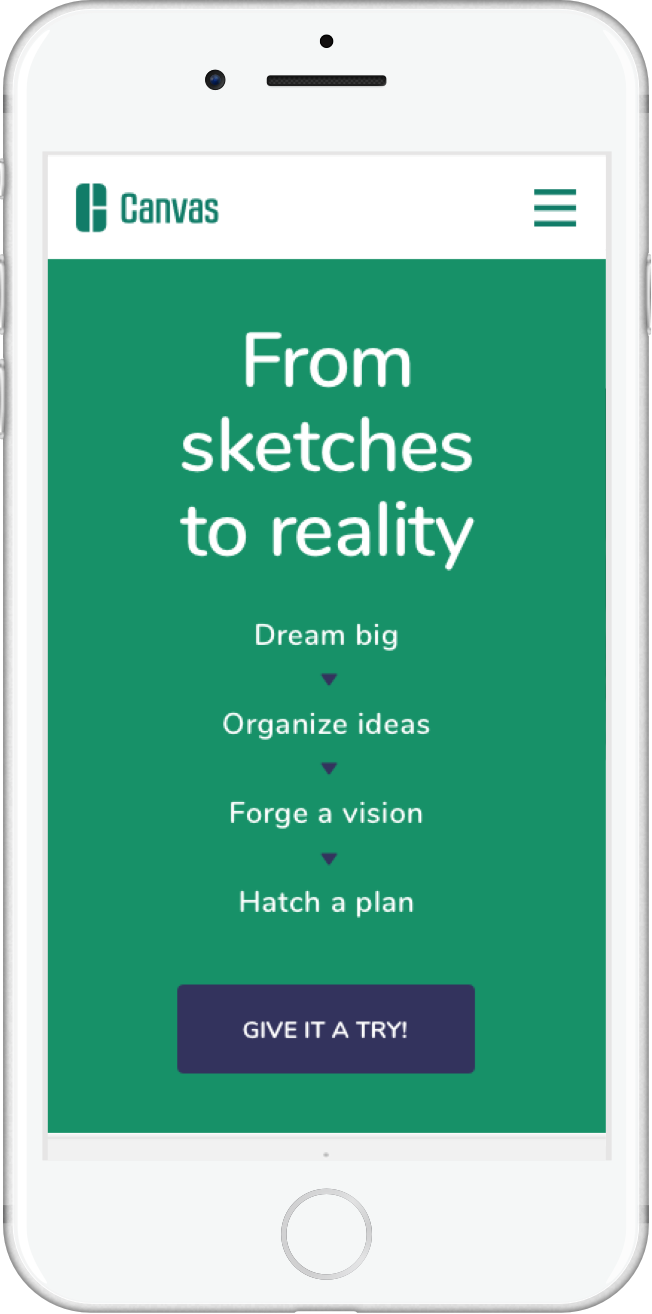 Canvas
From
sketches
to reality
Dream big
Organize ideas
Forge a vision
Hatch a plan
GIVE IT A TRY!